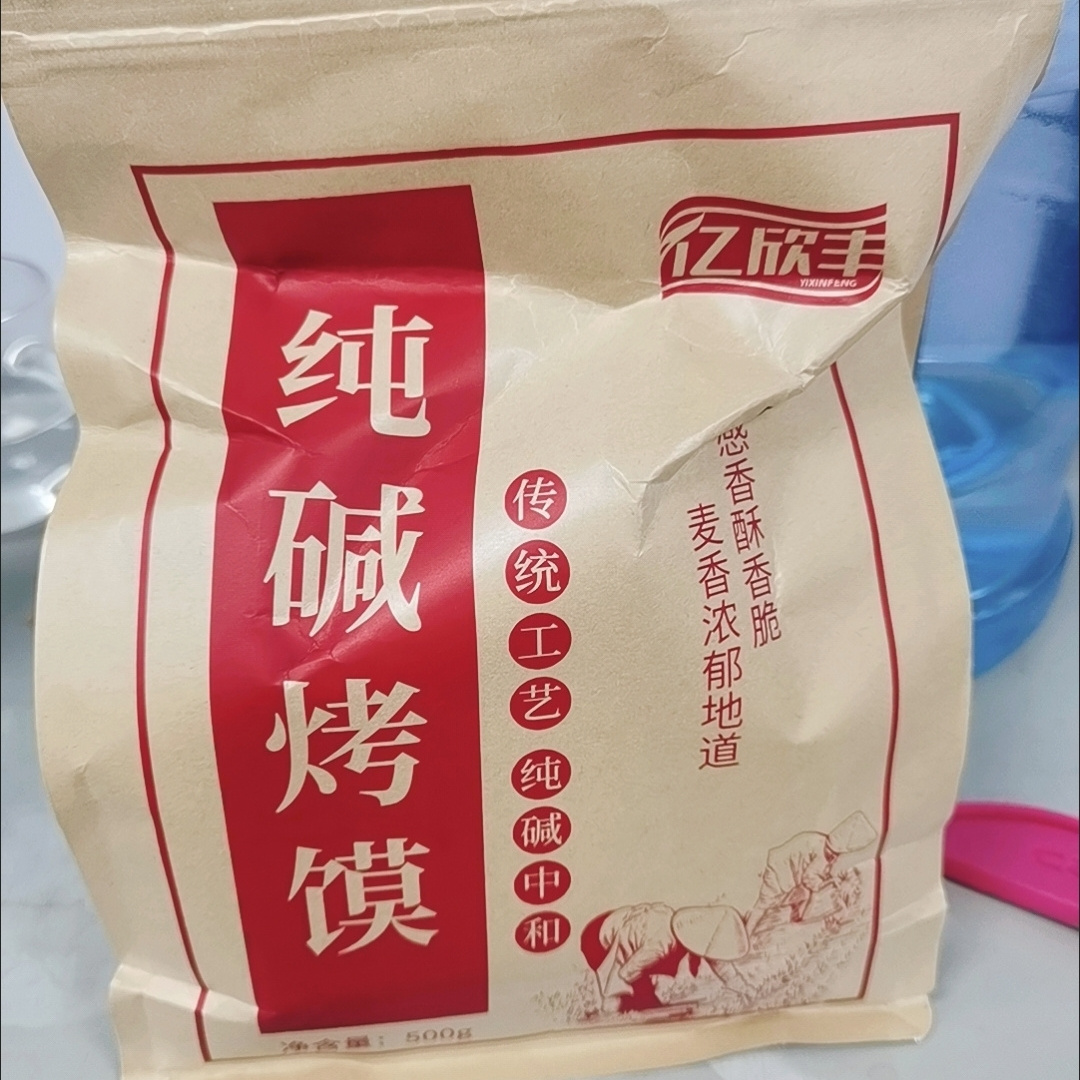 亿欣丰
YIXINFENG
纯碱烤馍
传统工艺 纯碱中和
感香酥香脆
麦香浓郁地道
净含量：500g